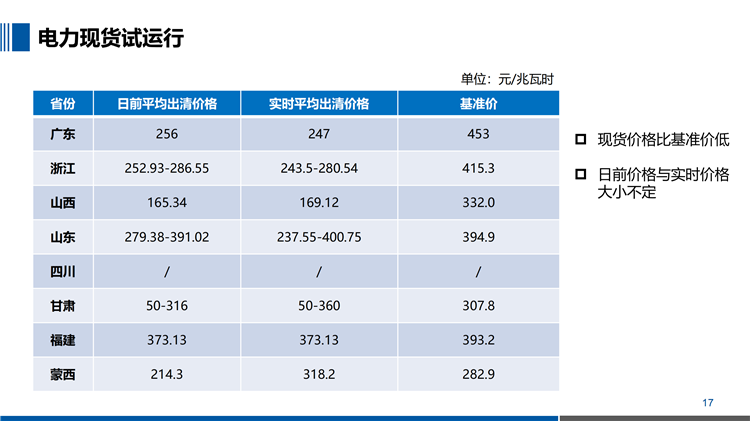 电力现货试运行
单位：元/兆瓦时
省份 日前平均出清价格 实时平均出清价格 基准价
广东 256 247 453
浙江 252.93-286.55 243.5-280.54 415.3
山西 165.34 169.12 332.0
山东 279.38-391.02 237.55-400.75 394.9
四川 / / /
甘肃 50-316 50-360 307.8
福建 373.13 373.13 393.2
蒙西 214.3 318.2 282.9
现货价格比基准价低
日前价格与实时价格
大小不定
17